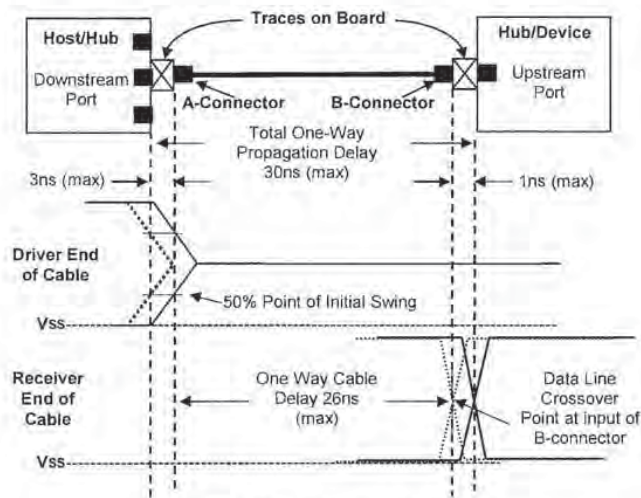 Traces on Board
Host/Hub
Downstream
Port
A-Connector
B-Connector
Hub/Device
Upstream
Port
Total One-Way
Propagation Delay
30ns (max)
3ns (max)
1ns (max)
Driver End
of Cable
50% Point of Initial Swing
Vss
Receiver
End of
Cable
One Way Cable
Delay 26ns
(max)
Data Line
Crossover
Point at input of
B-connector
Vss